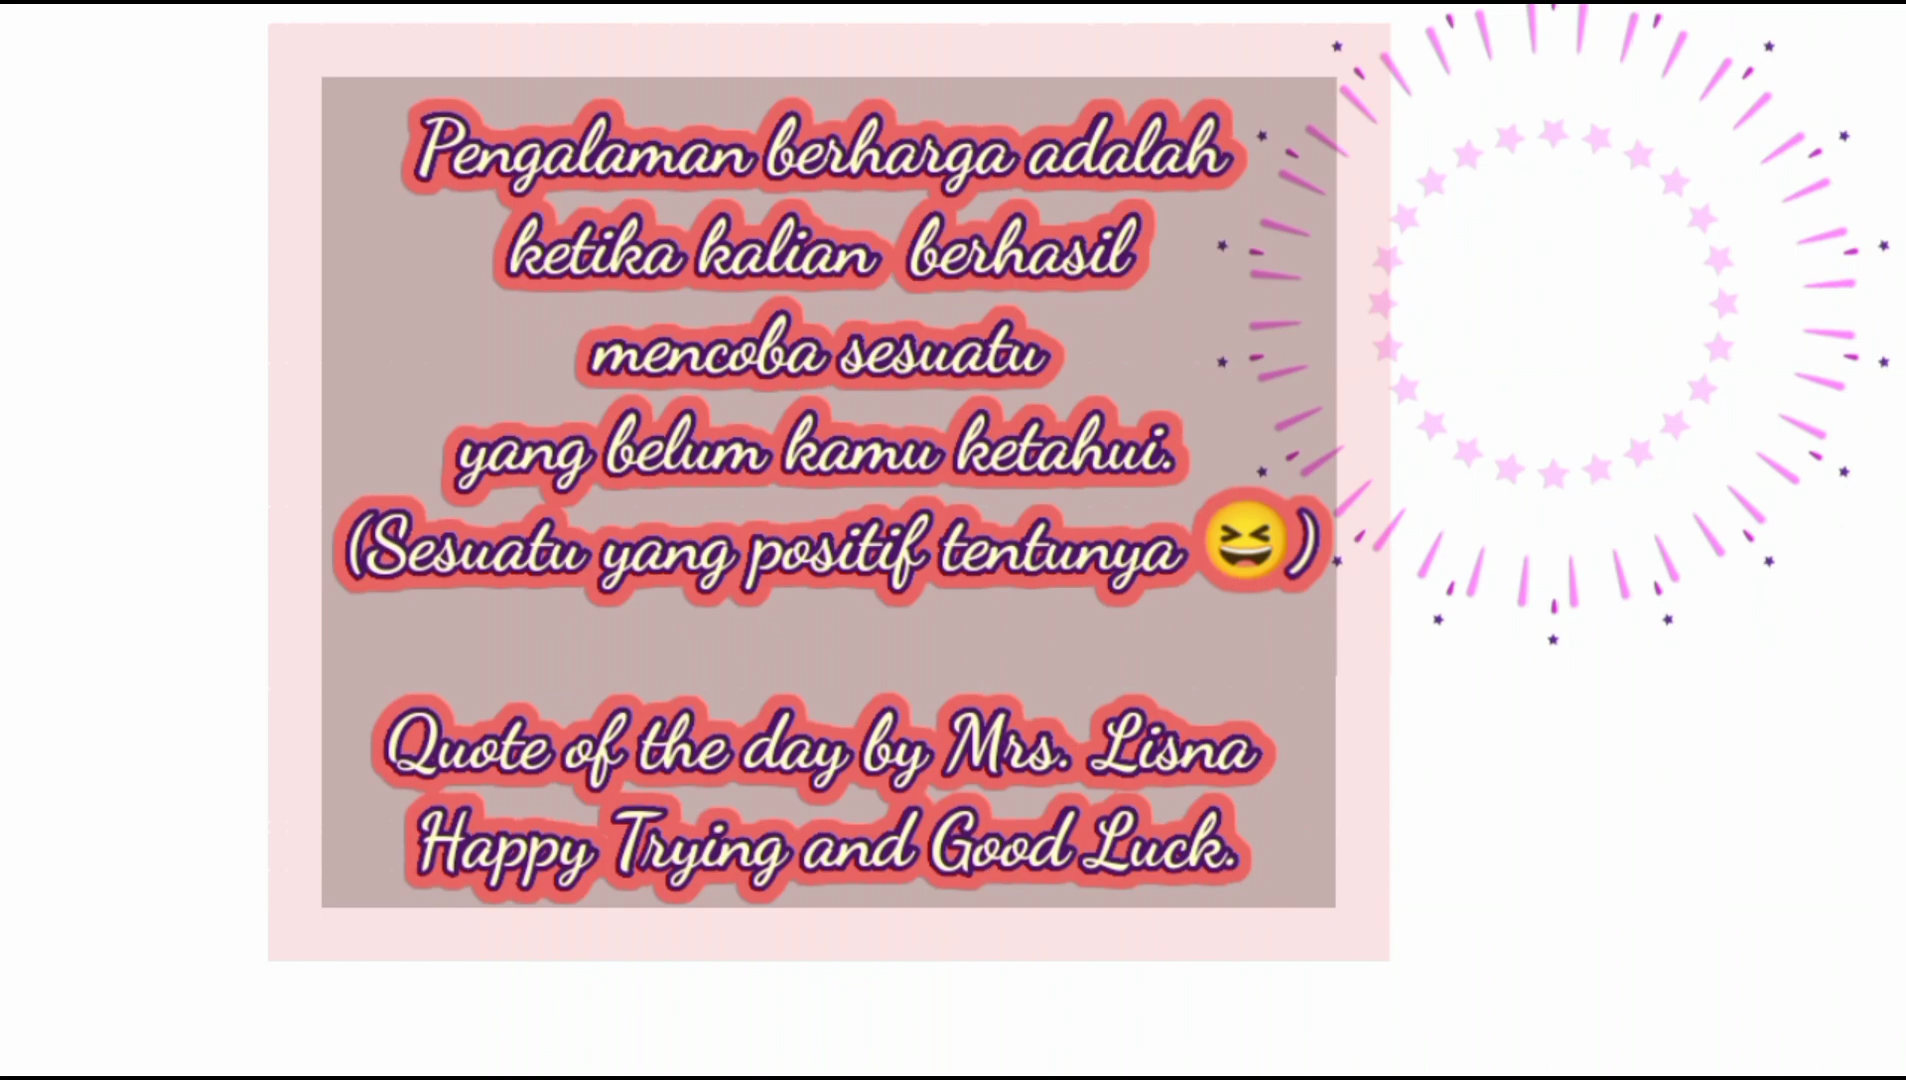 Pengalaman berharga adalah
ketika kalian berhasil
mencoba sesuatu
yang belum kamu ketahui.
(Sesuatu yang positif tentunya 😆)
Quote of the day by Mrs. Lisna
Happy Trying and Good Luck.